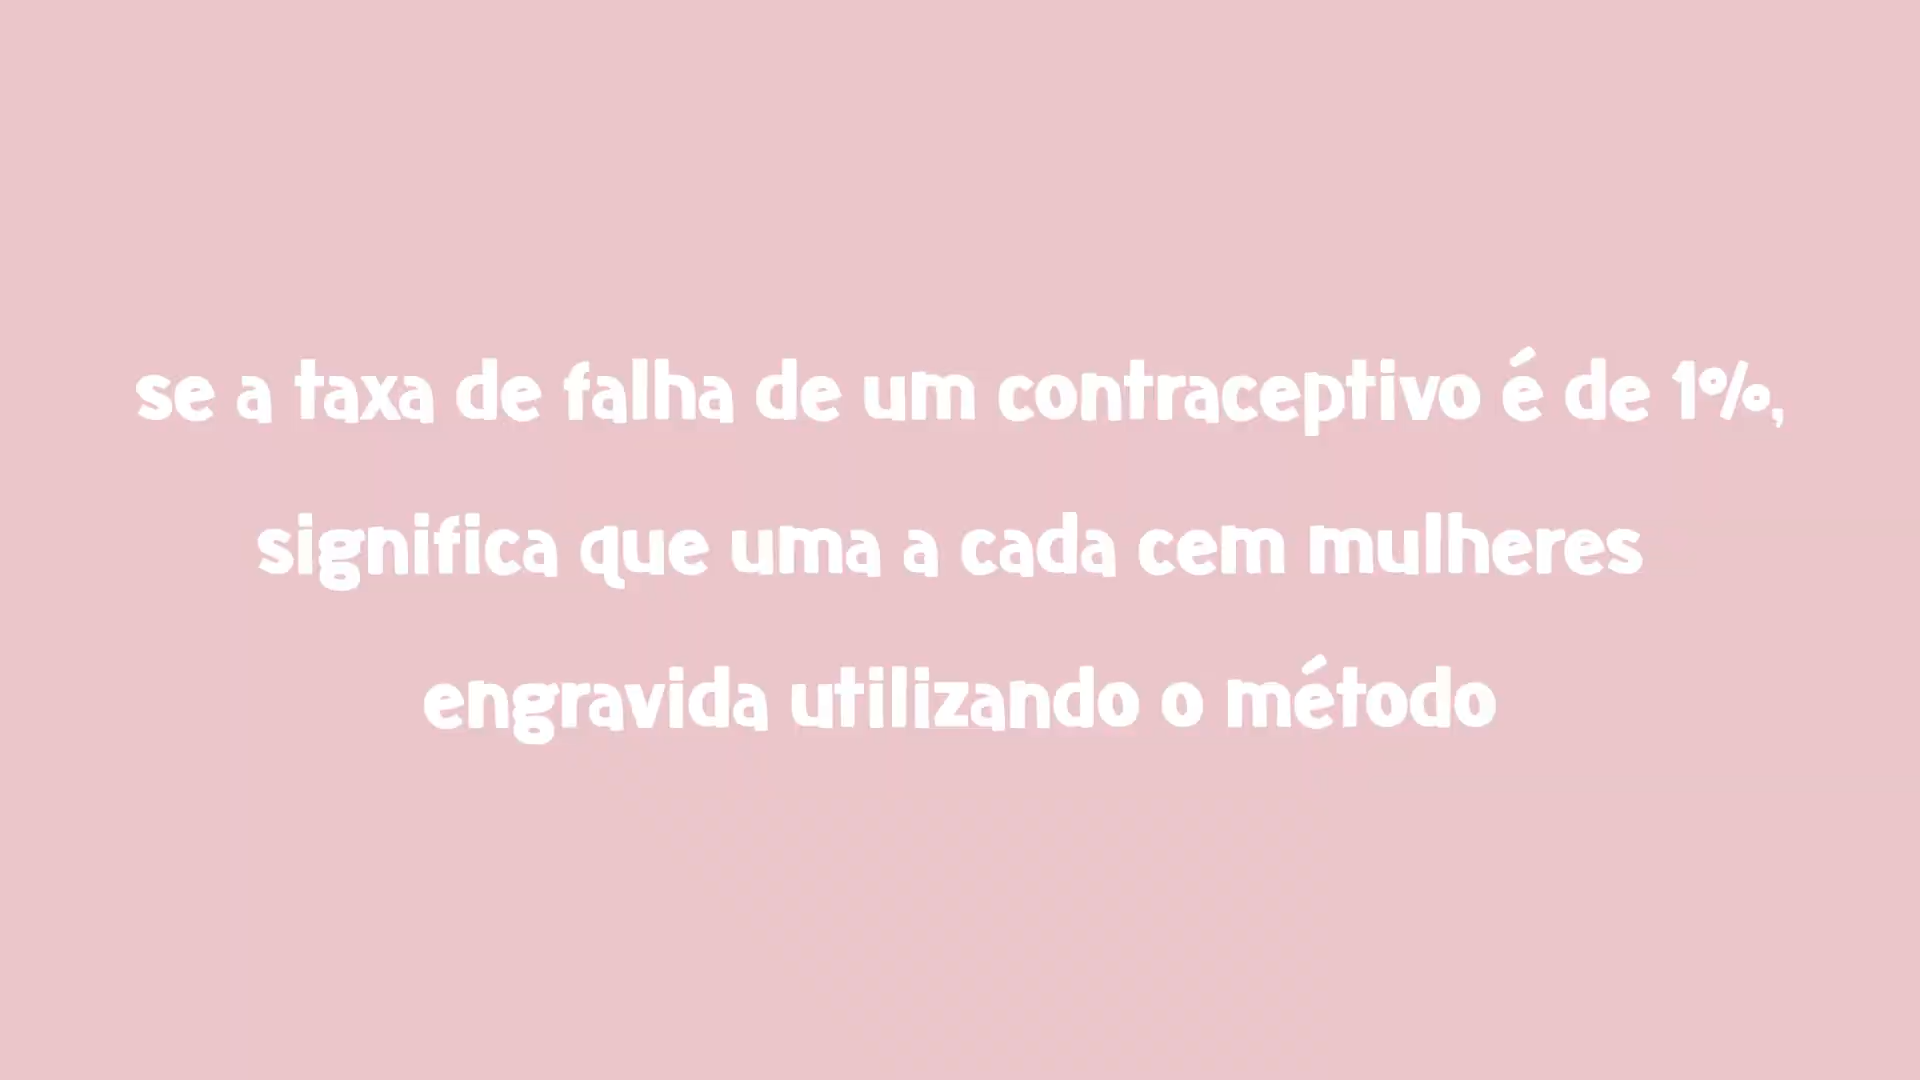 se a taxa de falha de um contraceptivo é de 1%,
significa que uma a cada cem mulheres
engravida utilizando o método